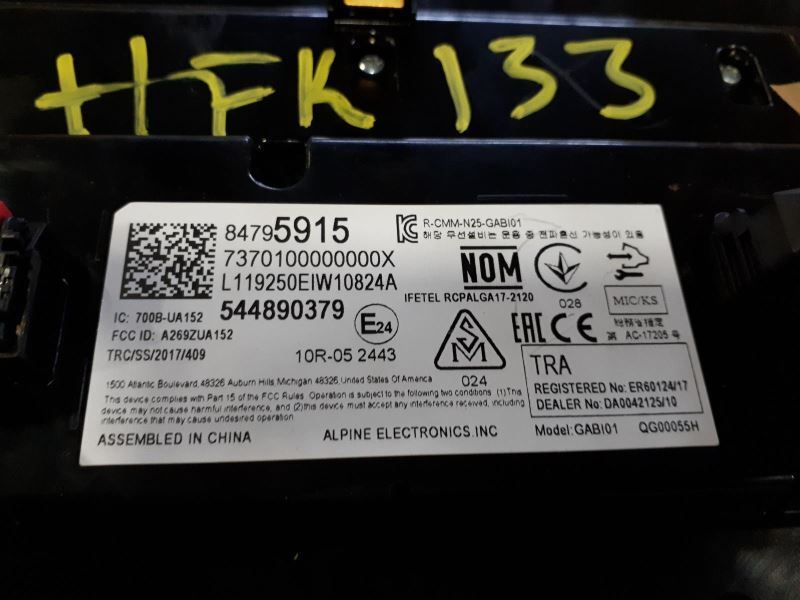 HFK 133
84795915
7370100000000X
L119250EIW10824A
544890379
IC: 700B-UA152
FCC ID: A269ZUA152
TRC/SS/2017/409
E24
10R-05 2443
R-CMM-N25-GABI01
해당 무선설비는 운용 중 전파혼신 가능성이 있음
NOM
IFETEL RCPALGA17-2120
028
MIC/KS
AC-17205
EAC CE
SM
024
TRA
REGISTERED No: ER60124/17
DEALER No: DA0042125/10
1500 Atlantic Boulevard, 48326 Auburn Hills, Michigan 48326, United States Of America
This device complies with Part 15 of the FCC Rules. Operation is subject to the following two conditions: (1)This
device may not cause harmful interference, and (2)this device must accept any interference received, including
interference that may cause undesired operation.
ASSEMBLED IN CHINA
ALPINE ELECTRONICS.INC
Model: GABI01
QG00055H